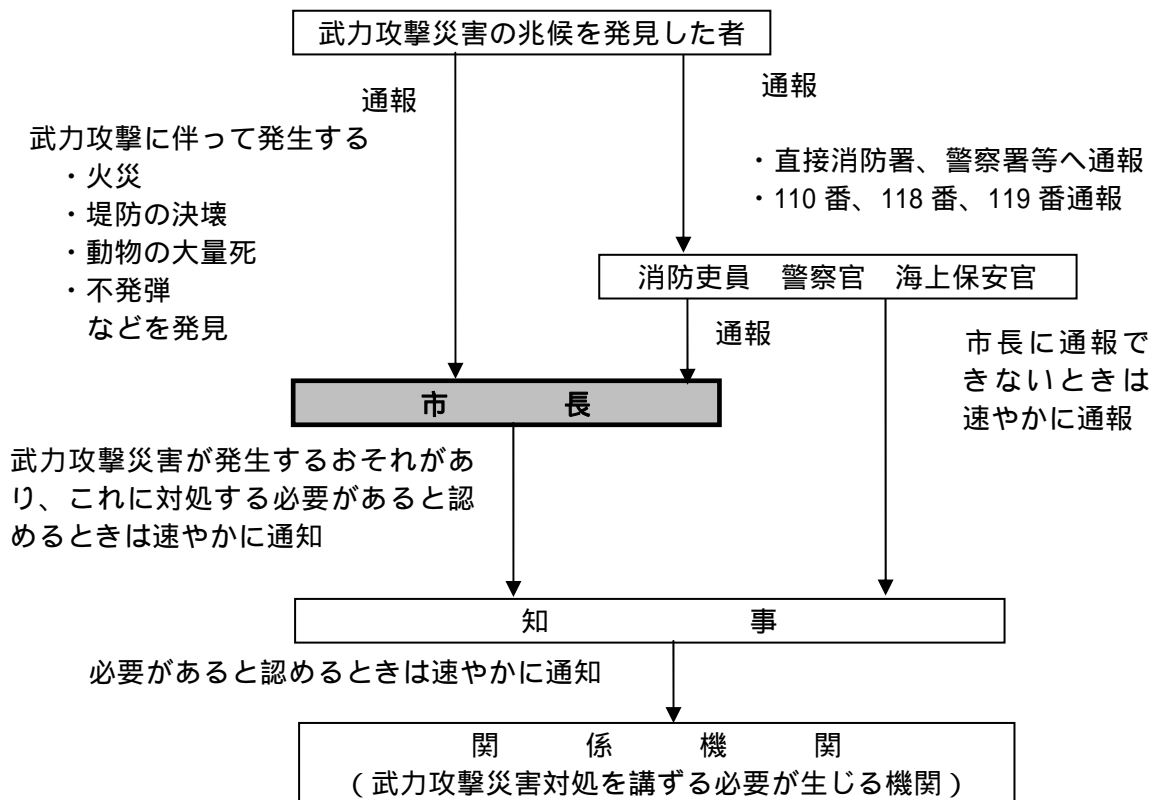 武力攻撃災害の兆候を発見した者
通報
通報
武力攻撃に伴って発生する
・火災
・堤防の決壊
・動物の大量死
・不発弾
などを発見
・直接消防署、警察署等へ通報
・110番、118番、119番通報
消防吏員 警察官 海上保安官
通報
市長に通報で
きないときは
速やかに通報
市 長
武力攻撃災害が発生するおそれがあ
り、これに対処する必要があると認
めるときは速やかに通知
知 事
必要があると認めるときは速やかに通知
関 係 機 関
(武力攻撃災害対処を講ずる必要が生じる機関)